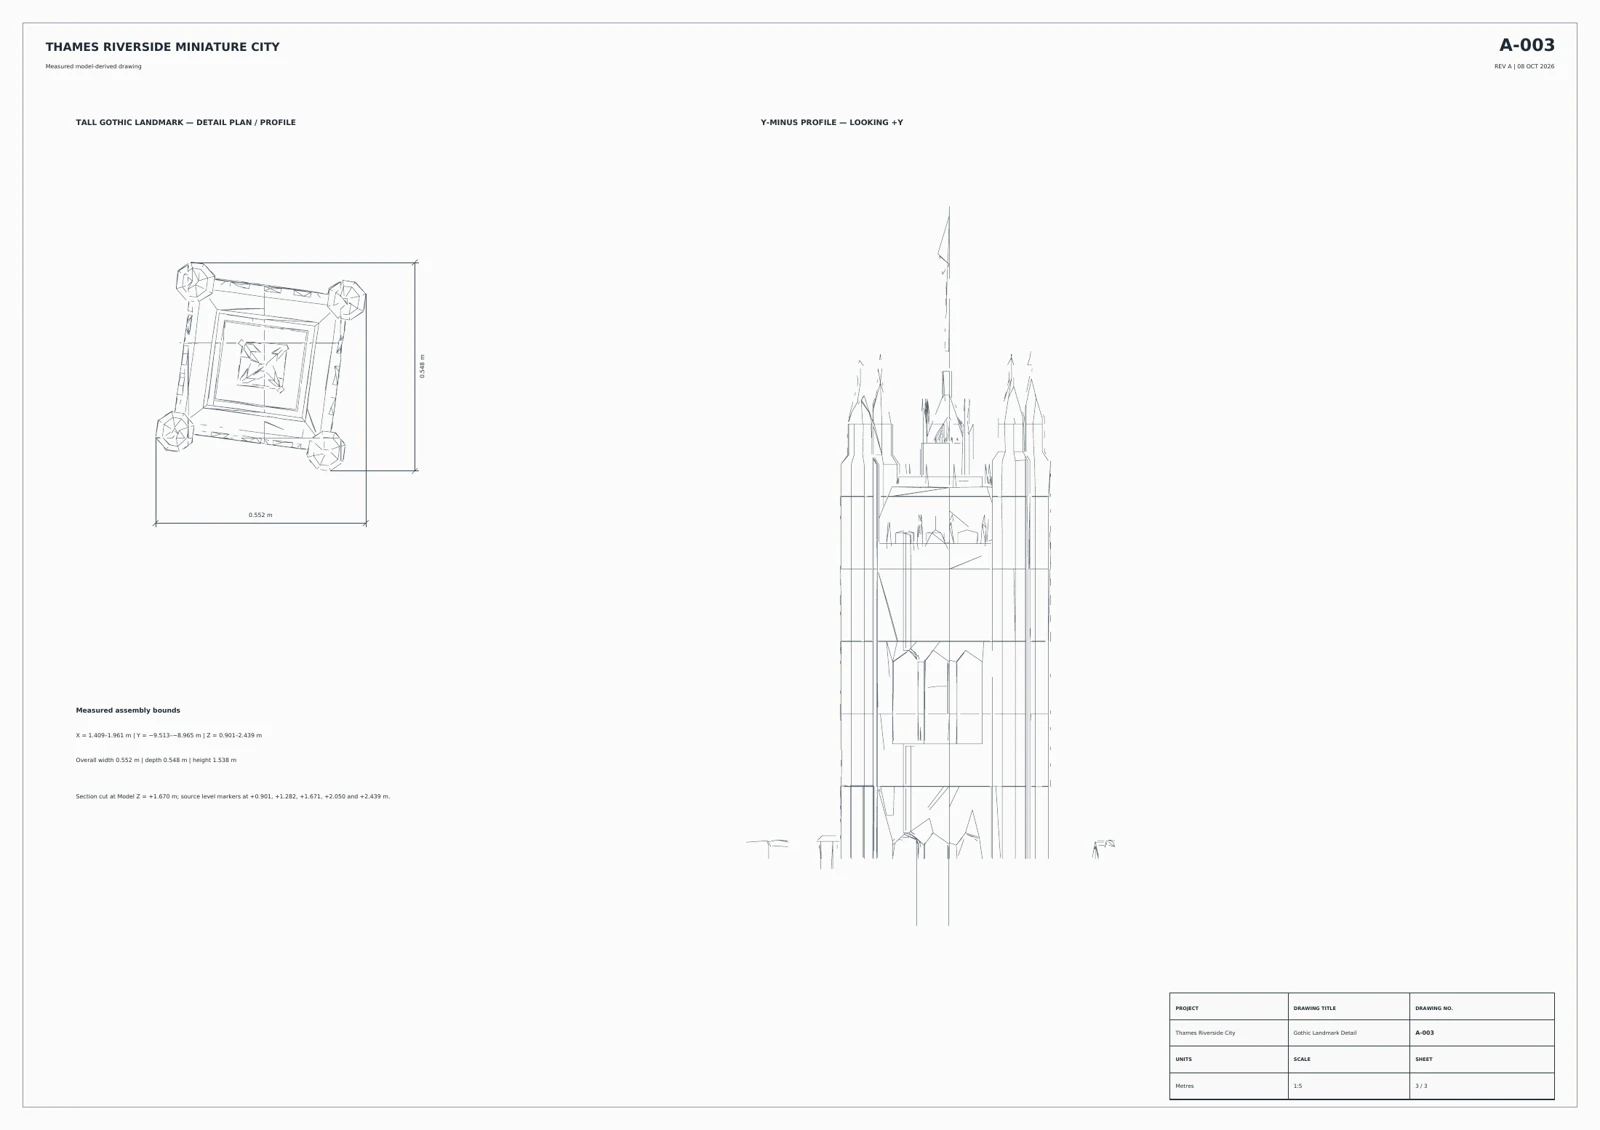 THAMES RIVERSIDE MINIATURE CITY
A-003
Measured model-derived drawing
REV A | 08 OCT 2026
TALL GOTHIC LANDMARK — DETAIL PLAN / PROFILE
Y-MINUS PROFILE — LOOKING +Y
0.548 m
0.552 m
Measured assembly bounds
X = 1.409–1.961 m | Y = −9.513–−8.965 m | Z = 0.901–2.439 m
Overall width 0.552 m | depth 0.548 m | height 1.538 m
Section cut at Model Z = +1.670 m; source level markers at +0.901, +1.282, +1.671, +2.050 and +2.439 m.
PROJECT
DRAWING TITLE
DRAWING NO.
Thames Riverside City
Gothic Landmark Detail
A-003
UNITS
SCALE
SHEET
Metres
1:5
3 / 3